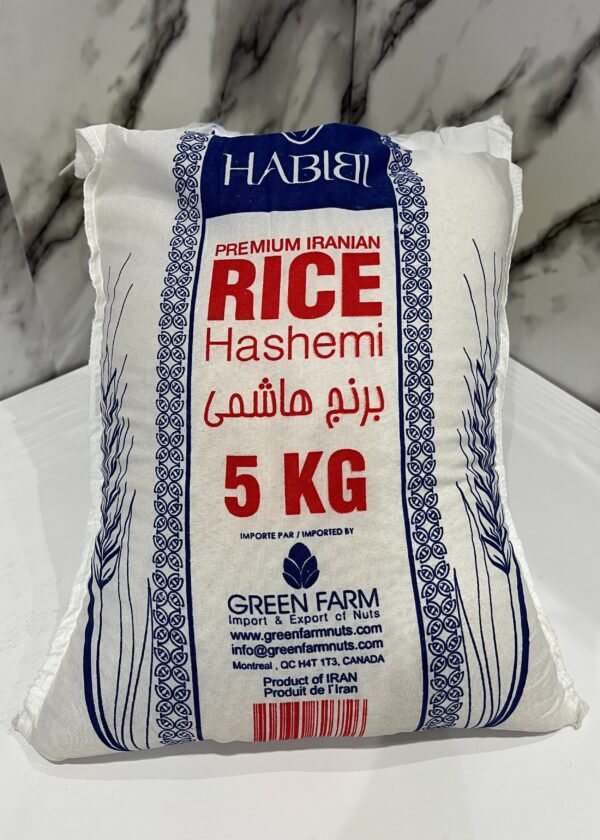 HABIBI
PREMIUM IRANIAN
RICE
Hashemi
برنج هاشمی
5 KG
IMPORTE PAR / IMPORTED BY
GREEN FARM
Import & Export of Nuts
www.greenfarmnuts.com
info@greenfarmnuts.com
Montreal , QC H4T 1T3, CANADA
Product of IRAN
Produit de l'Iran